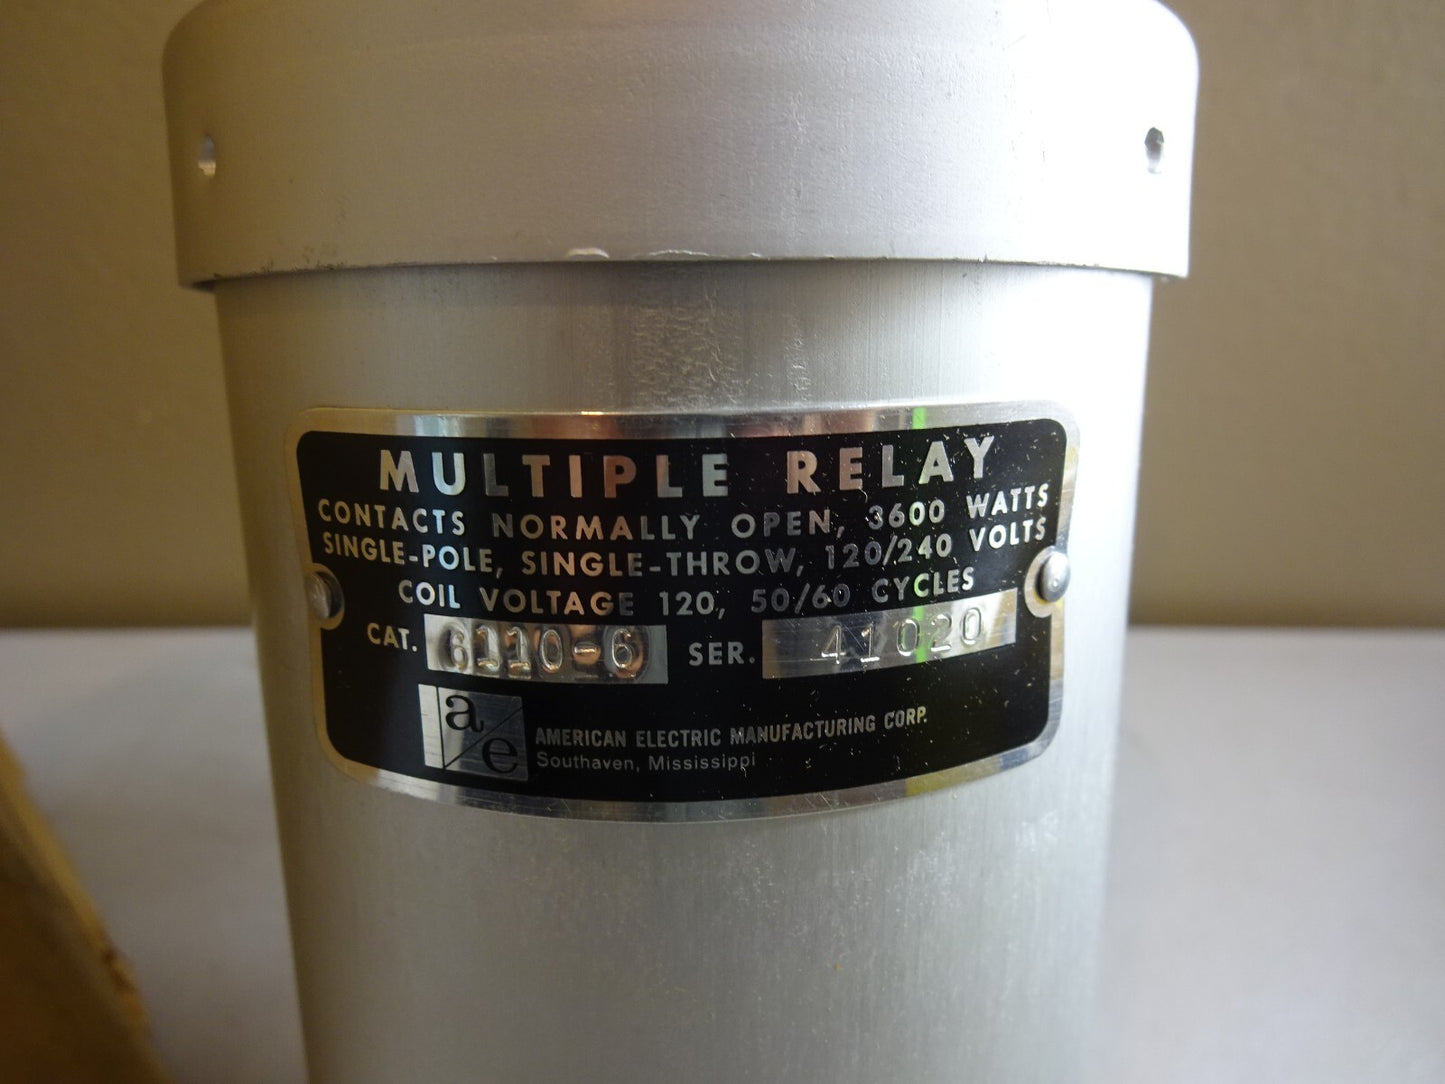 MULTIPLE RELAY
CONTACTS NORMALLY OPEN, 3600 WATTS
SINGLE-POLE, SINGLE-THROW, 120/240 VOLTS
COIL VOLTAGE 120, 50/60 CYCLES
CAT. 6110-6 SER. 41020
a/e
AMERICAN ELECTRIC MANUFACTURING CORP.
Southaven, Mississippi